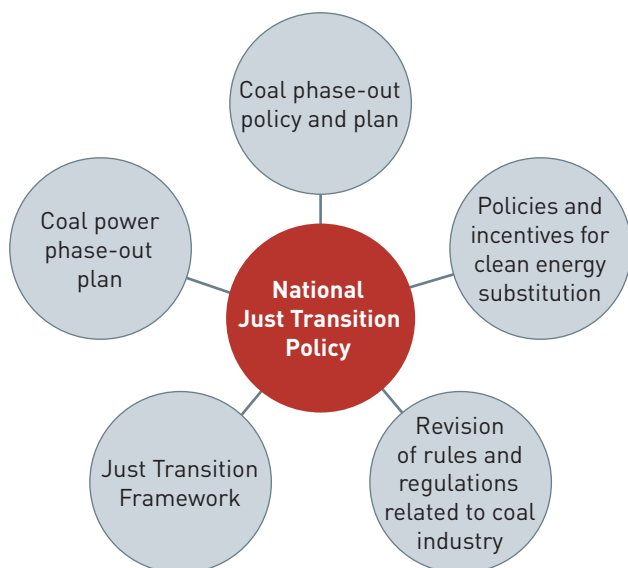 Coal phase-out
policy and plan
Policies and
incentives for
clean energy
substitution
Revision
of rules and
regulations
related to coal
industry
Just Transition
Framework
Coal power
phase-out
plan
National
Just Transition
Policy